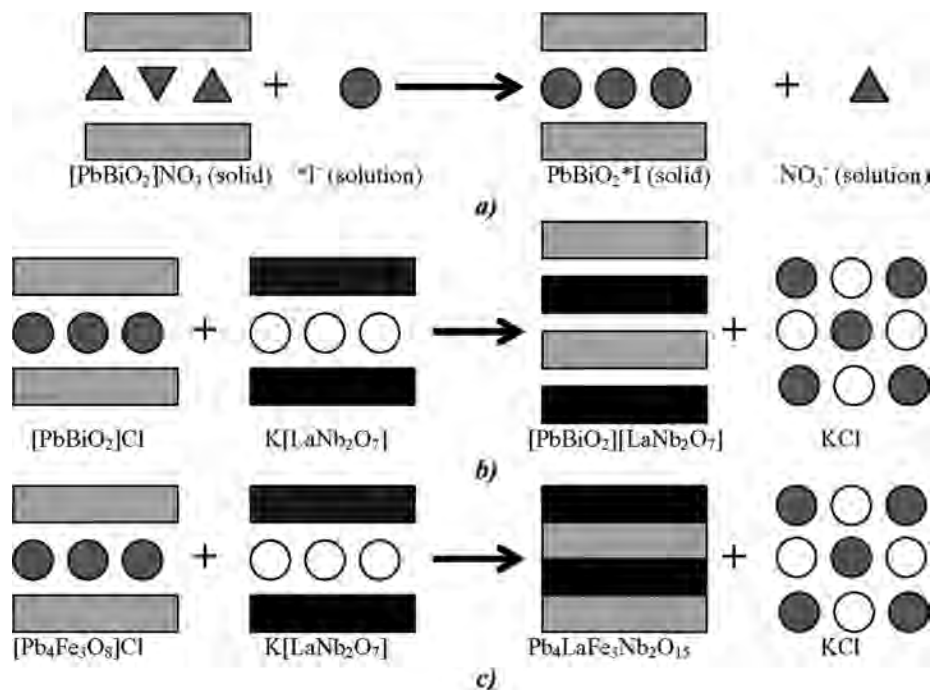 + +
[PbBiO₂]NO₃ (solid) *I⁻ (solution) PbBiO₂*I (solid) NO₃⁻ (solution)
a)
+ +
[PbBiO₂]Cl K[LaNb₂O₇] [PbBiO₂][LaNb₂O₇] KCl
b)
+ +
[Pb₄Fe₃O₈]Cl K[LaNb₂O₇] Pb₄LaFe₃Nb₂O₁₅ KCl
c)